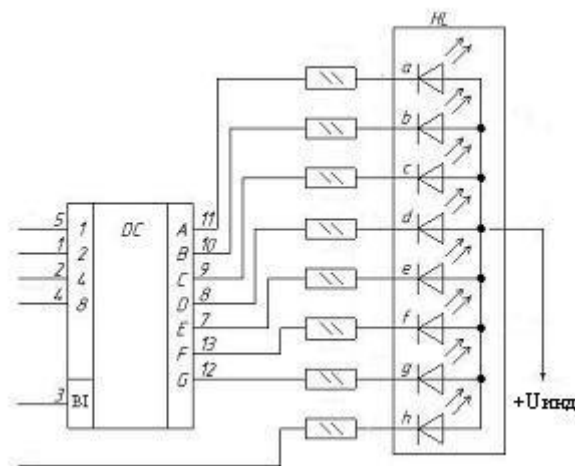 HL
a
b
c
d
e
f
g
h
5 1 DC A 11
1 2 B 10
2 4 C 9
4 8 D 8
E 7
F 13
G 12
3 BI
+Uинд